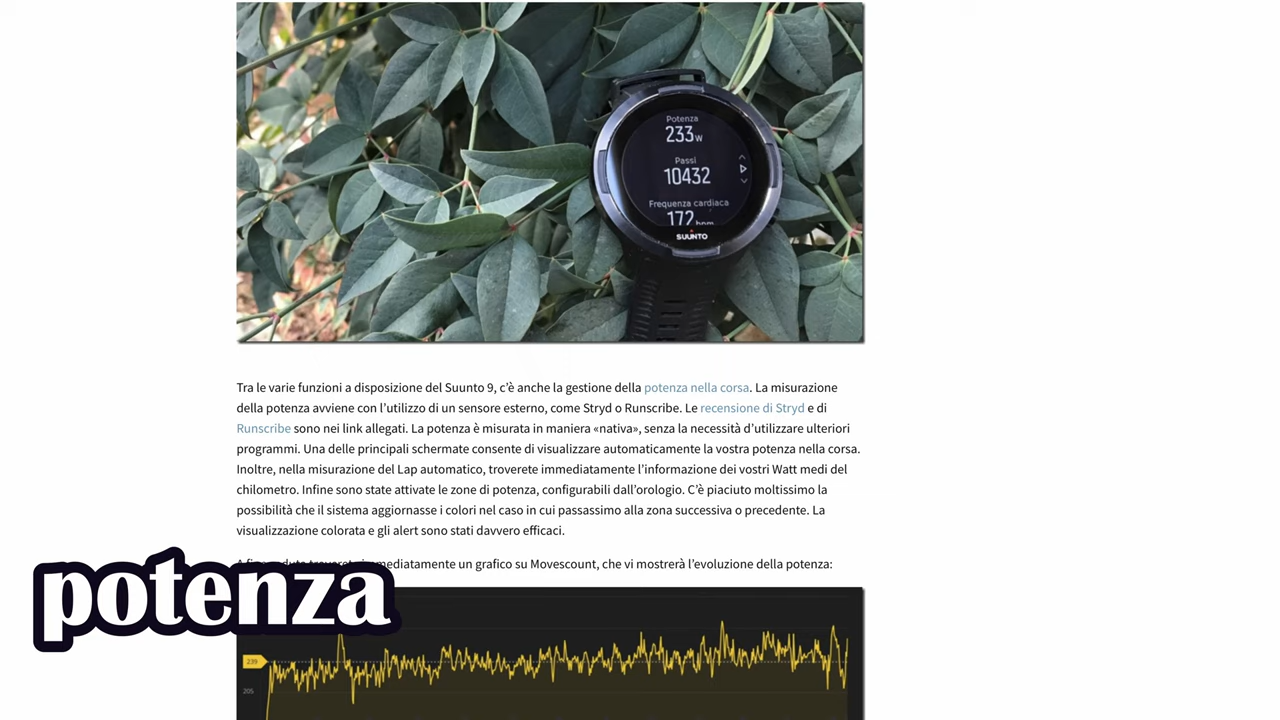 Potenza
233w
Passi
10432
Frequenza cardiaca
172 bpm
SUUNTO
Tra le varie funzioni a disposizione del Suunto 9, c'è anche la gestione della potenza nella corsa. La misurazione
della potenza avviene con l'utilizzo di un sensore esterno, come Stryd o Runscribe. Le recensione di Stryd e di
Runscribe sono nei link allegati. La potenza è misurata in maniera «nativa», senza la necessità d'utilizzare ulteriori
programmi. Una delle principali schermate consente di visualizzare automaticamente la vostra potenza nella corsa.
Inoltre, nella misurazione del Lap automatico, troverete immediatamente l'informazione dei vostri Watt medi del
chilometro. Infine sono state attivate le zone di potenza, configurabili dall'orologio. C'è piaciuto moltissimo la
possibilità che il sistema aggiornasse i colori nel caso in cui passassimo alla zona successiva o precedente. La
visualizzazione colorata e gli alert sono stati davvero efficaci.
immediatamente un grafico su Movescount, che vi mostrerà l'evoluzione della potenza:
potenza
239
205